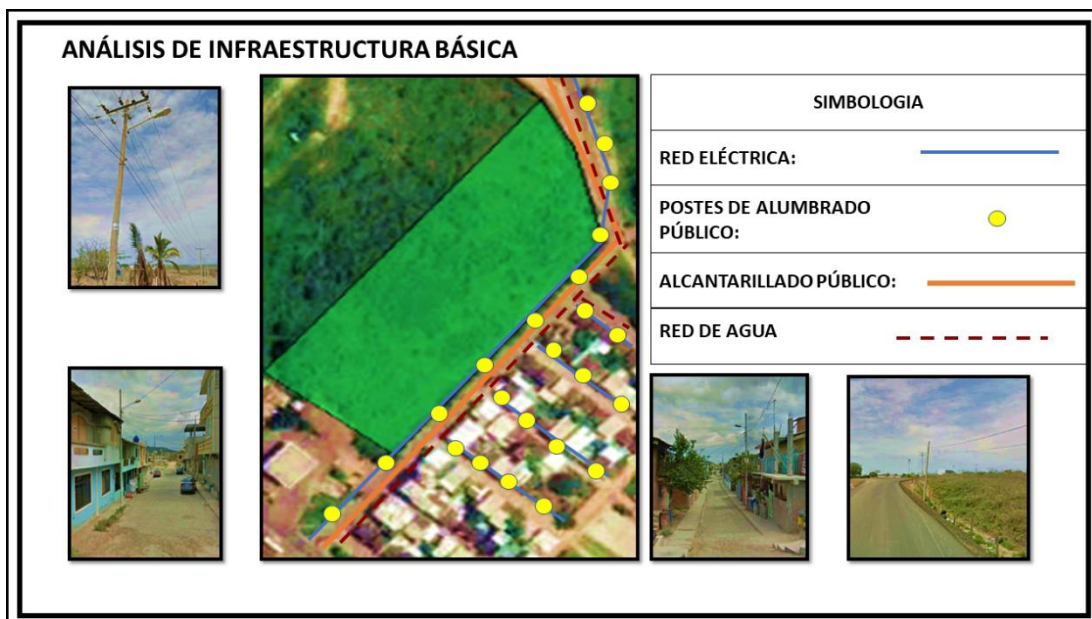 ANÁLISIS DE INFRAESTRUCTURA BÁSICA
SIMBOLOGIA
RED ELÉCTRICA:
POSTES DE ALUMBRADO
PÚBLICO:
ALCANTARILLADO PÚBLICO:
RED DE AGUA